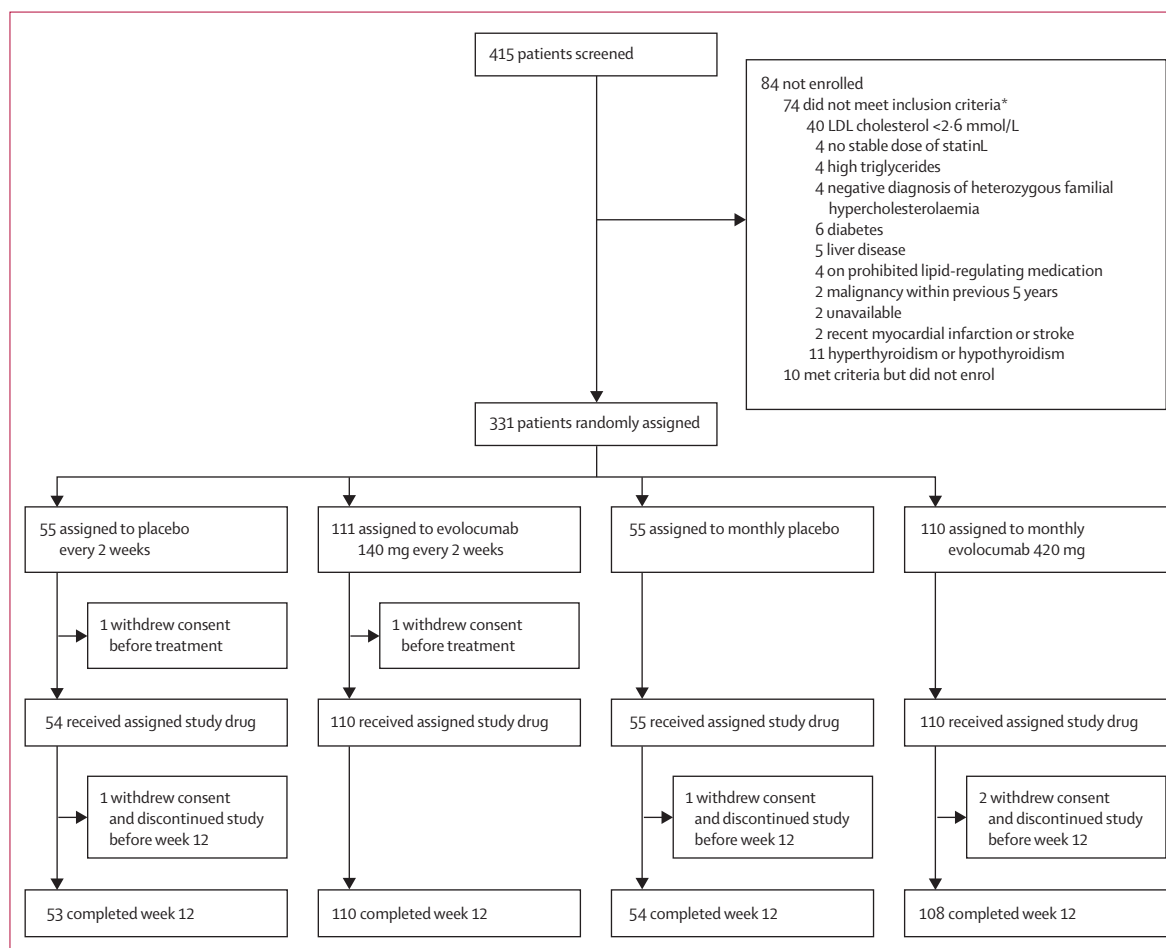 415 patients screened
84 not enrolled
74 did not meet inclusion criteria*
40 LDL cholesterol <2·6 mmol/L
4 no stable dose of statinL
4 high triglycerides
4 negative diagnosis of heterozygous familial
hypercholesterolaemia
6 diabetes
5 liver disease
4 on prohibited lipid-regulating medication
2 malignancy within previous 5 years
2 unavailable
2 recent myocardial infarction or stroke
11 hyperthyroidism or hypothyroidism
10 met criteria but did not enrol
331 patients randomly assigned
55 assigned to placebo
every 2 weeks
111 assigned to evolocumab
140 mg every 2 weeks
55 assigned to monthly placebo
110 assigned to monthly
evolocumab 420 mg
1 withdrew consent
before treatment
1 withdrew consent
before treatment
54 received assigned study drug
110 received assigned study drug
55 received assigned study drug
110 received assigned study drug
1 withdrew consent
and discontinued study
before week 12
1 withdrew consent
and discontinued study
before week 12
2 withdrew consent
and discontinued study
before week 12
53 completed week 12
110 completed week 12
54 completed week 12
108 completed week 12